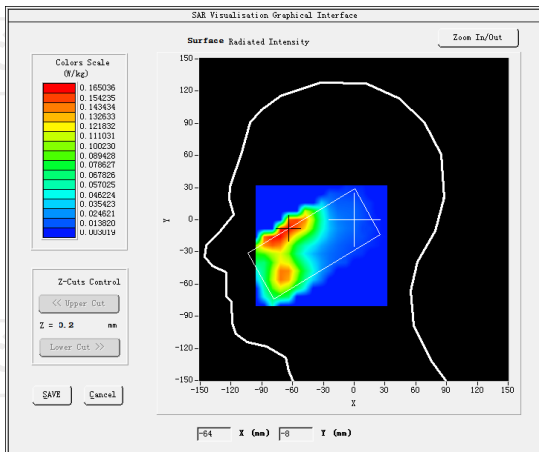 SAR Visualisation Graphical Interface
Surface Radiated Intensity
Zoom In/Out
Colors Scale
(W/kg)
0.165036
0.154235
0.143434
0.132633
0.121832
0.111031
0.100230
0.089428
0.078627
0.067826
0.057025
0.046224
0.035423
0.024621
0.013820
0.003019
Z-Cuts Control
<< Upper Cut
Z = 0.2 mm
Lower Cut >>
SAVE Cancel
Y
150
120
90
60
30
0
-30
-60
-90
-120
-150
-150 -120 -90 -60 -30 0 30 60 90 120 150
X
-64 X (mm) -8 Y (mm)